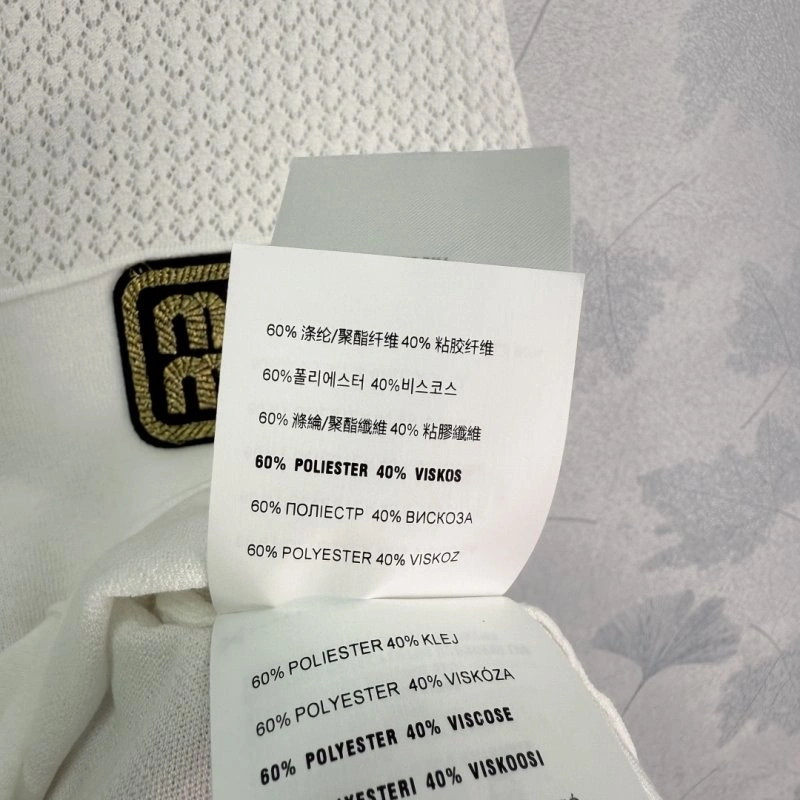 60% 涤纶/聚酯纤维 40% 粘胶纤维
60%폴리에스터 40%비스코스
60% 滌綸/聚酯纖維 40% 粘膠纖維
60% POLIESTER 40% VISKOS
60% ПОЛІЕСТР 40% ВИСКОЗА
60% POLYESTER 40% VISKOZ
60% POLIESTER 40% KLEJ
60% POLYESTER 40% VISKÓZA
60% POLYESTER 40% VISCOSE
YESTERI 40% VISKOOSI